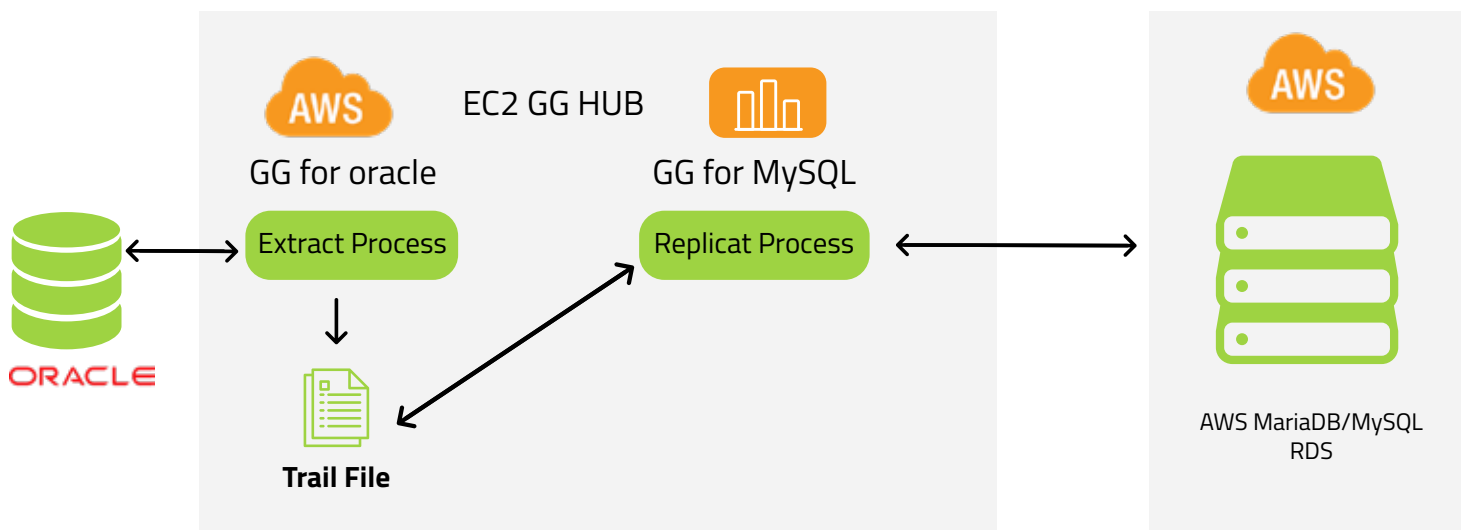 AWS
EC2 GG HUB
AWS
GG for oracle
GG for MySQL
Extract Process
Replicat Process
ORACLE
Trail File
AWS MariaDB/MySQL
RDS